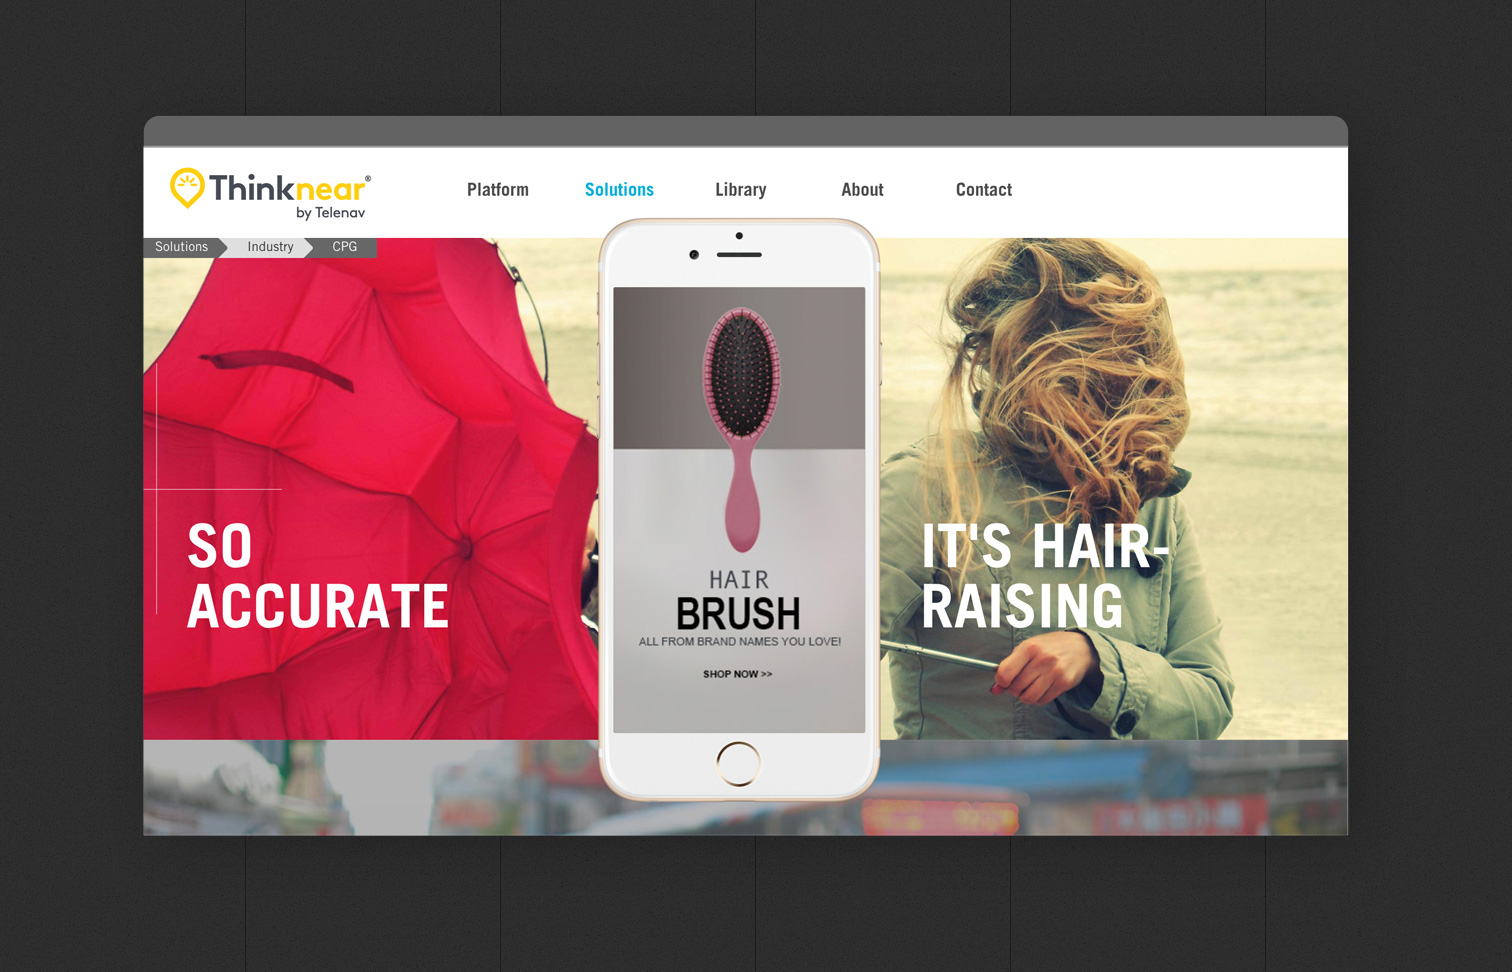 Thinknear®
by Telenav
Platform
Solutions
Library
About
Contact
Solutions
Industry
CPG
SO
ACCURATE
HAIR
BRUSH
ALL FROM BRAND NAMES YOU LOVE!
SHOP NOW >>
IT'S HAIR-
RAISING